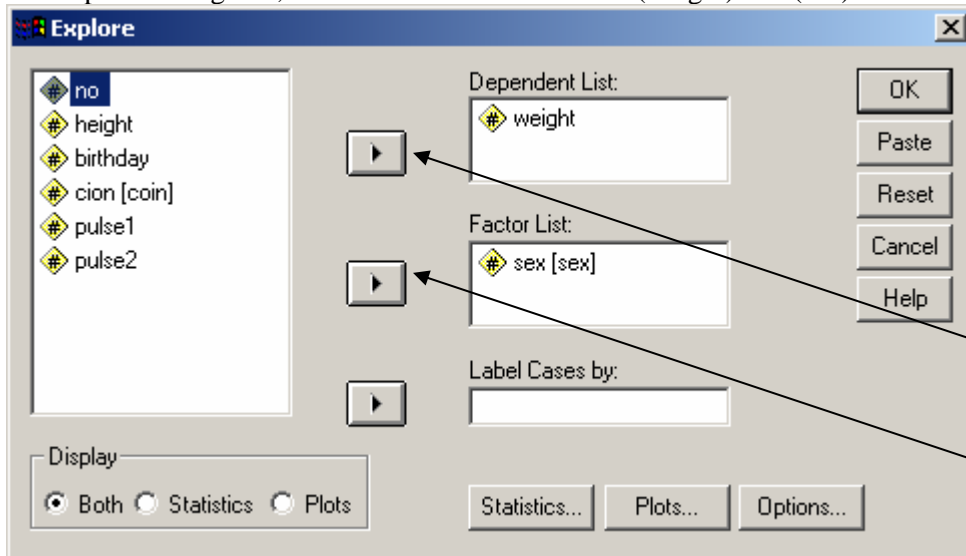 Explore
no
height
birthday
cion [coin]
pulse1
pulse2
Dependent List:
weight
Factor List:
sex [sex]
Label Cases by:
OK
Paste
Reset
Cancel
Help
Display
Both
Statistics
Plots
Statistics...
Plots...
Options...